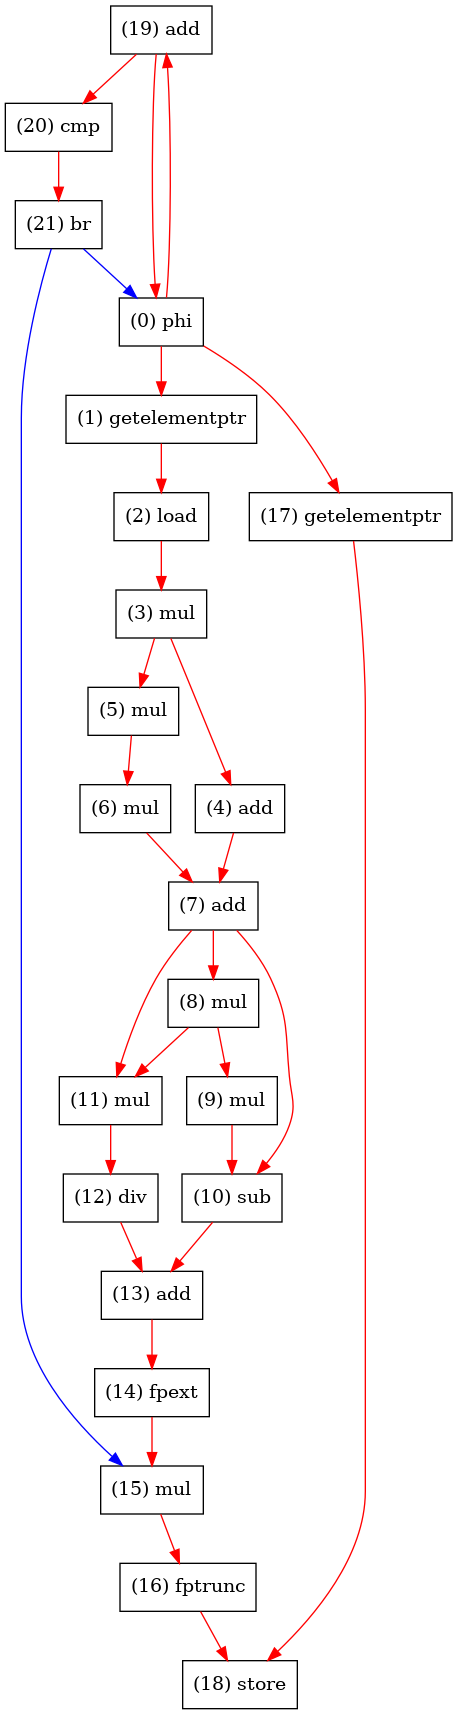 (19) add
(20) cmp
(21) br
(0) phi
(1) getelementptr
(2) load
(17) getelementptr
(3) mul
(5) mul
(6) mul
(4) add
(7) add
(8) mul
(11) mul
(9) mul
(12) div
(10) sub
(13) add
(14) fpext
(15) mul
(16) fptrunc
(18) store